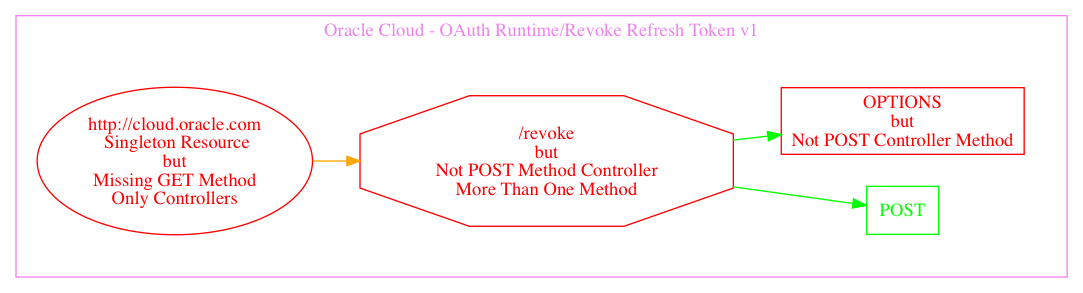 Oracle Cloud - OAuth Runtime/Revoke Refresh Token v1
http://cloud.oracle.com
Singleton Resource
but
Missing GET Method
Only Controllers
/revoke
but
Not POST Method Controller
More Than One Method
OPTIONS
but
Not POST Controller Method
POST